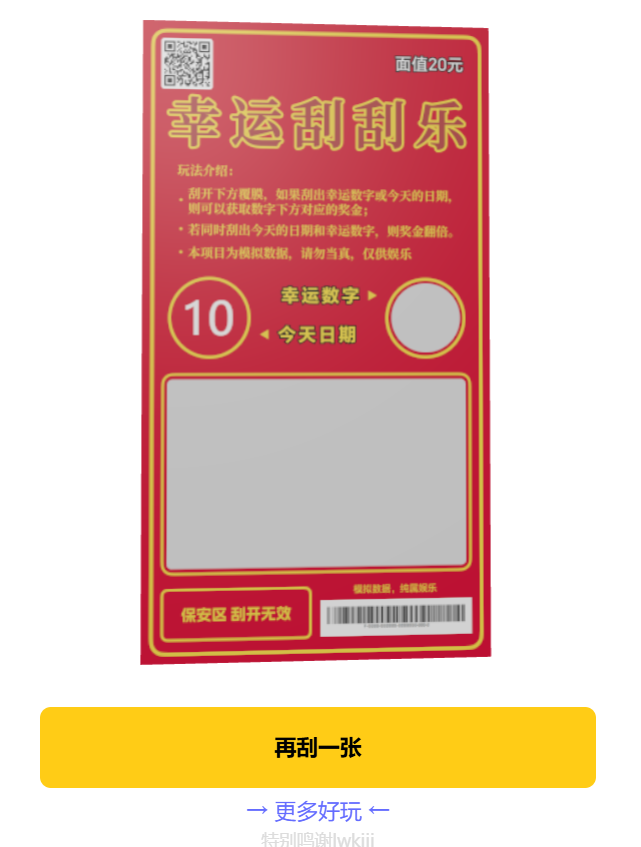 面值20元
幸运刮刮乐
玩法介绍：
· 刮开下方覆膜，如果刮出幸运数字或今天的日期，
则可以获取数字下方对应的奖金；
· 若同时刮出今天的日期和幸运数字，则奖金翻倍。
· 本项目为模拟数据，请勿当真，仅供娱乐
幸运数字 ▶
10
◀ 今天日期
模拟数据，纯属娱乐
保安区 刮开无效
再刮一张
→ 更多好玩 ←
特别鸣谢lwkiii